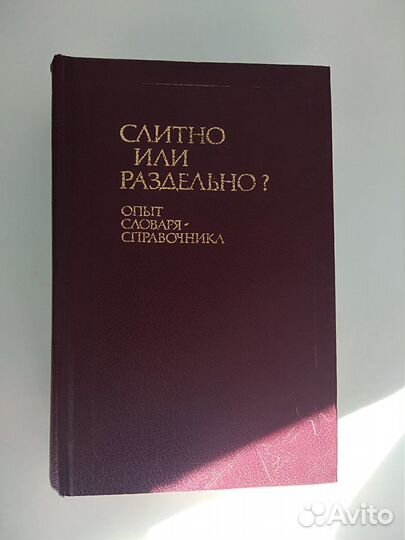 СЛИТНО
ИЛИ
РАЗДЕЛЬНО?
ОПЫТ
СЛОВАРЯ-
СПРАВОЧНИКА
Avito